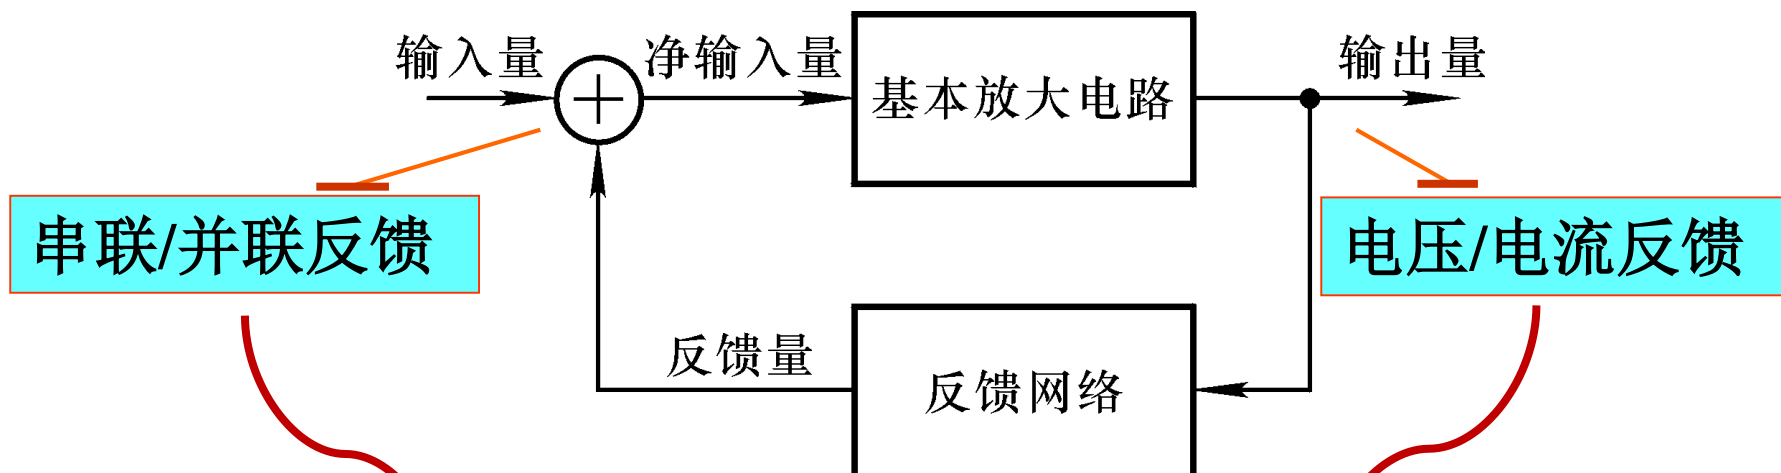 输入量
净输入量
基本放大电路
输出量
串联/并联反馈
电压/电流反馈
反馈量
反馈网络